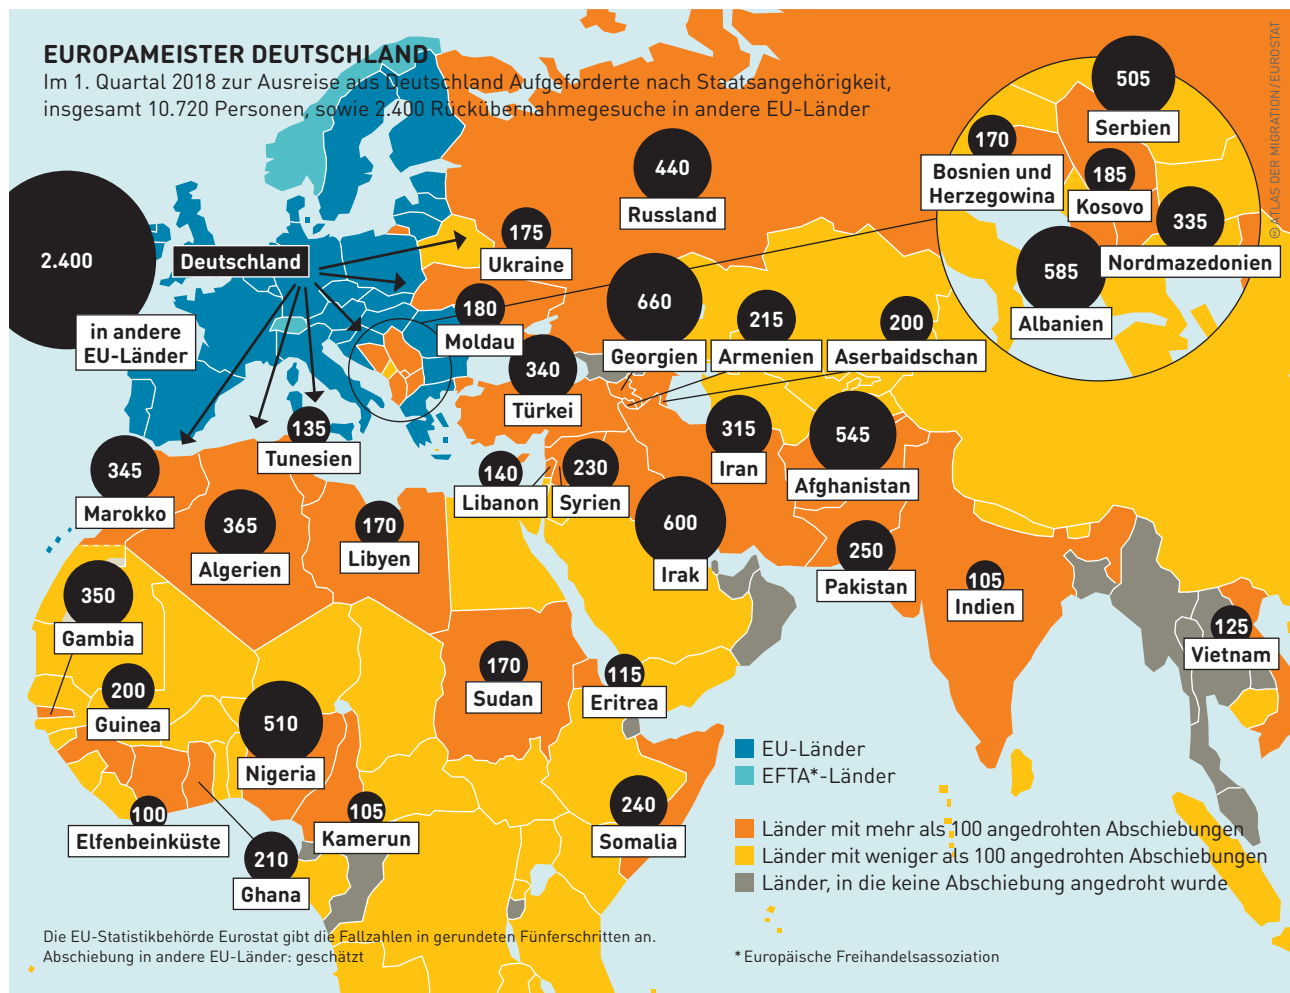 EUROPAMEISTER DEUTSCHLAND
Im 1. Quartal 2018 zur Ausreise aus Deutschland Aufgeforderte nach Staatsangehörigkeit,
insgesamt 10.720 Personen, sowie 2.400 Rückübernahmegesuche in andere EU-Länder
© ATLAS DER MIGRATION / EUROSTAT
505
Serbien
170
Bosnien und
Herzegowina
185
Kosovo
335
Nordmazedonien
585
Albanien
440
Russland
175
Ukraine
2.400
in andere
EU-Länder
Deutschland
180
Moldau
660
Georgien
215
Armenien
200
Aserbaidschan
340
Türkei
135
Tunesien
315
Iran
545
Afghanistan
345
Marokko
140
Libanon
230
Syrien
365
Algerien
170
Libyen
600
Irak
250
Pakistan
105
Indien
350
Gambia
125
Vietnam
200
Guinea
170
Sudan
115
Eritrea
510
Nigeria
100
Elfenbeinküste
105
Kamerun
240
Somalia
210
Ghana
EU-Länder
EFTA*-Länder
Länder mit mehr als 100 angedrohten Abschiebungen
Länder mit weniger als 100 angedrohten Abschiebungen
Länder, in die keine Abschiebung angedroht wurde
Die EU-Statistikbehörde Eurostat gibt die Fallzahlen in gerundeten Fünferschritten an.
Abschiebung in andere EU-Länder: geschätzt
* Europäische Freihandelsassoziation